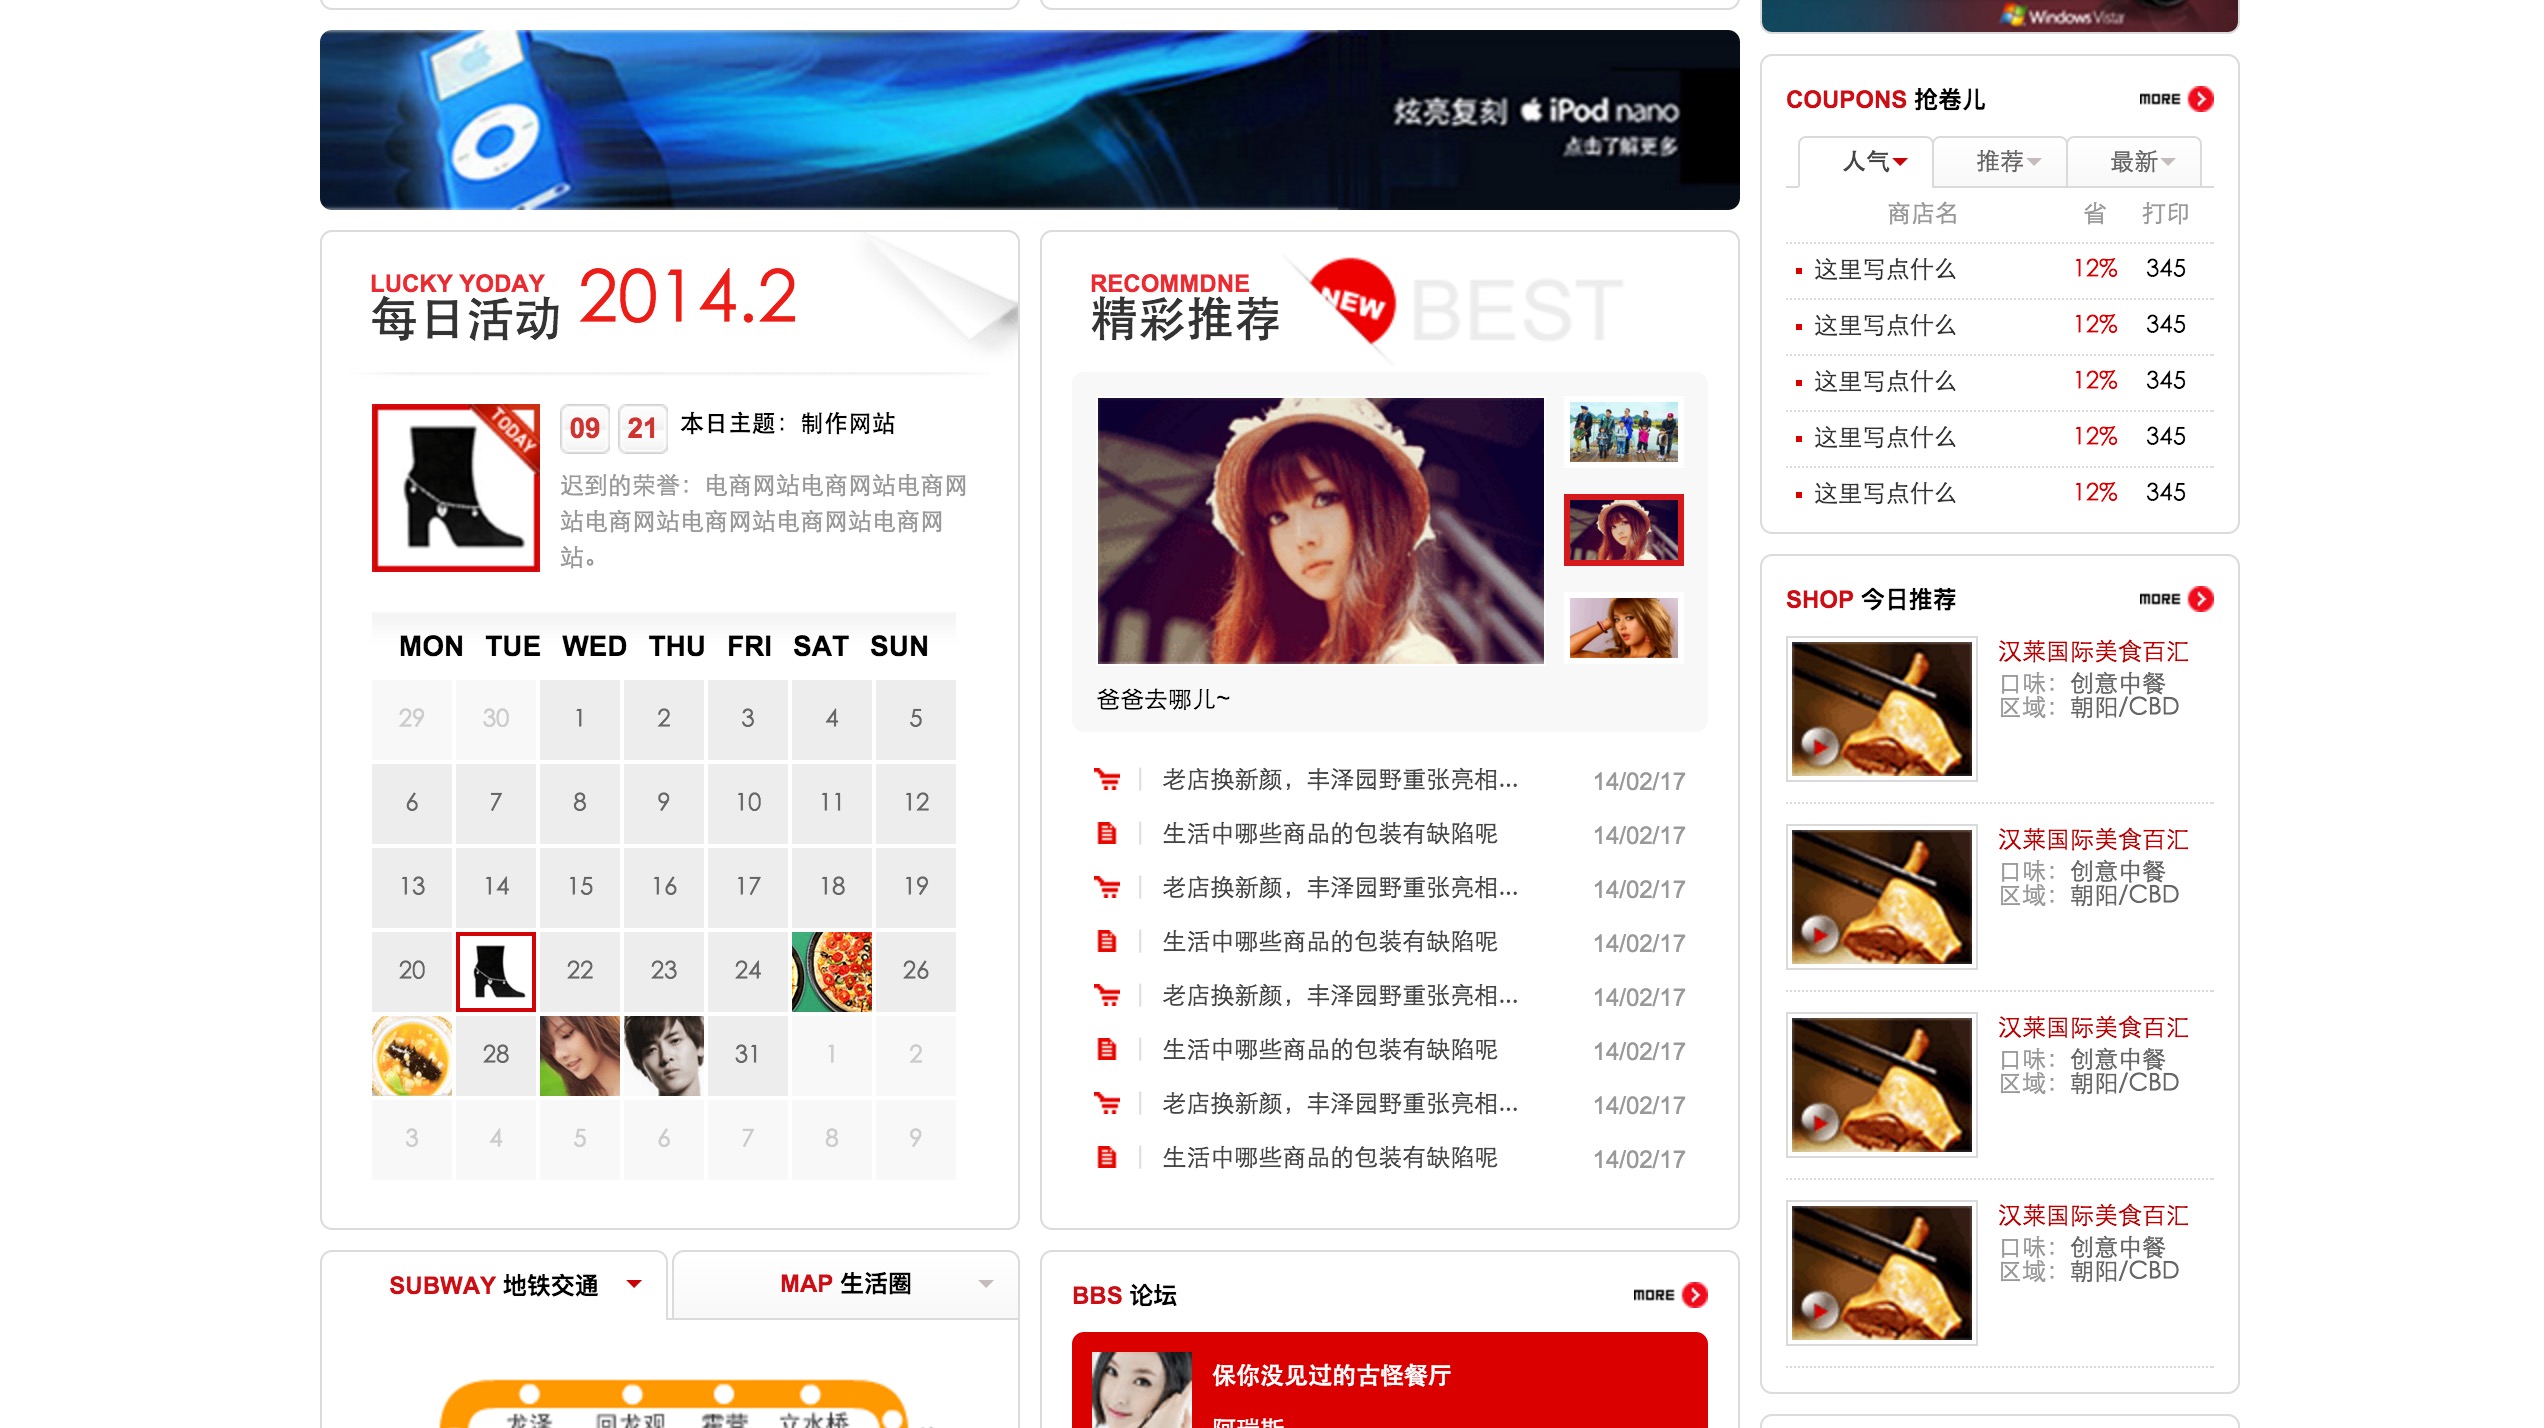 Windows Vista
炫亮复刻 iPod nano
点击了解更多
LUCKY YODAY
每日活动 2014.2
TODAY
09 21 本日主题：制作网站
迟到的荣誉：电商网站电商网站电商网
站电商网站电商网站电商网站电商网
站。
MON TUE WED THU FRI SAT SUN
29 30 1 2 3 4 5
6 7 8 9 10 11 12
13 14 15 16 17 18 19
20 22 23 24 26
28 31 1 2
3 4 5 6 7 8 9
RECOMMDNE
精彩推荐
NEW
BEST
爸爸去哪儿~
老店换新颜，丰泽园野重张亮相... 14/02/17
生活中哪些商品的包装有缺陷呢 14/02/17
老店换新颜，丰泽园野重张亮相... 14/02/17
生活中哪些商品的包装有缺陷呢 14/02/17
老店换新颜，丰泽园野重张亮相... 14/02/17
生活中哪些商品的包装有缺陷呢 14/02/17
老店换新颜，丰泽园野重张亮相... 14/02/17
生活中哪些商品的包装有缺陷呢 14/02/17
COUPONS 抢卷儿 MORE
人气 推荐 最新
商店名 省 打印
这里写点什么 12% 345
这里写点什么 12% 345
这里写点什么 12% 345
这里写点什么 12% 345
这里写点什么 12% 345
SHOP 今日推荐 MORE
汉莱国际美食百汇
口味：创意中餐
区域：朝阳/CBD
汉莱国际美食百汇
口味：创意中餐
区域：朝阳/CBD
汉莱国际美食百汇
口味：创意中餐
区域：朝阳/CBD
汉莱国际美食百汇
口味：创意中餐
区域：朝阳/CBD
SUBWAY 地铁交通 MAP 生活圈
龙泽 回龙观 霍营 立水桥
BBS 论坛 MORE
保你没见过的古怪餐厅
阿瑞斯